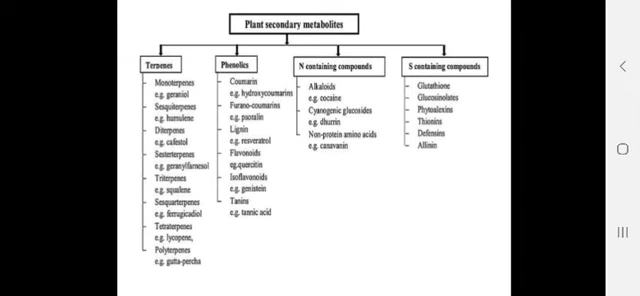 Plant secondary metabolites
Terpenes
Monoterpenes
e.g. geraniol
Sesquiterpenes
e.g. humulene
Diterpenes
e.g. cafestol
Sesterterpenes
e.g. geranylfarnesol
Triterpenes
e.g. squalene
Sesquarterpenes
e.g. ferrugicadiol
Tetraterpenes
e.g. lycopene,
Polyterpenes
e.g. gutta-percha
Phenolics
Coumarin
e.g. hydroxycoumarins
Furano-coumarins
e.g. psoralin
Lignin
e.g. resveratrol
Flavonoids
eg.quercitin
Isoflavonoids
e.g. genistein
Tanins
e.g. tannic acid
N containing compounds
Alkaloids
e.g. cocaine
Cyanogenic glucosides
e.g. dhurrin
Non-protein amino acids
e.g. canavanin
S containing compounds
Glutathione
Glucosinolates
Phytoalexins
Thionins
Defensins
Allinin